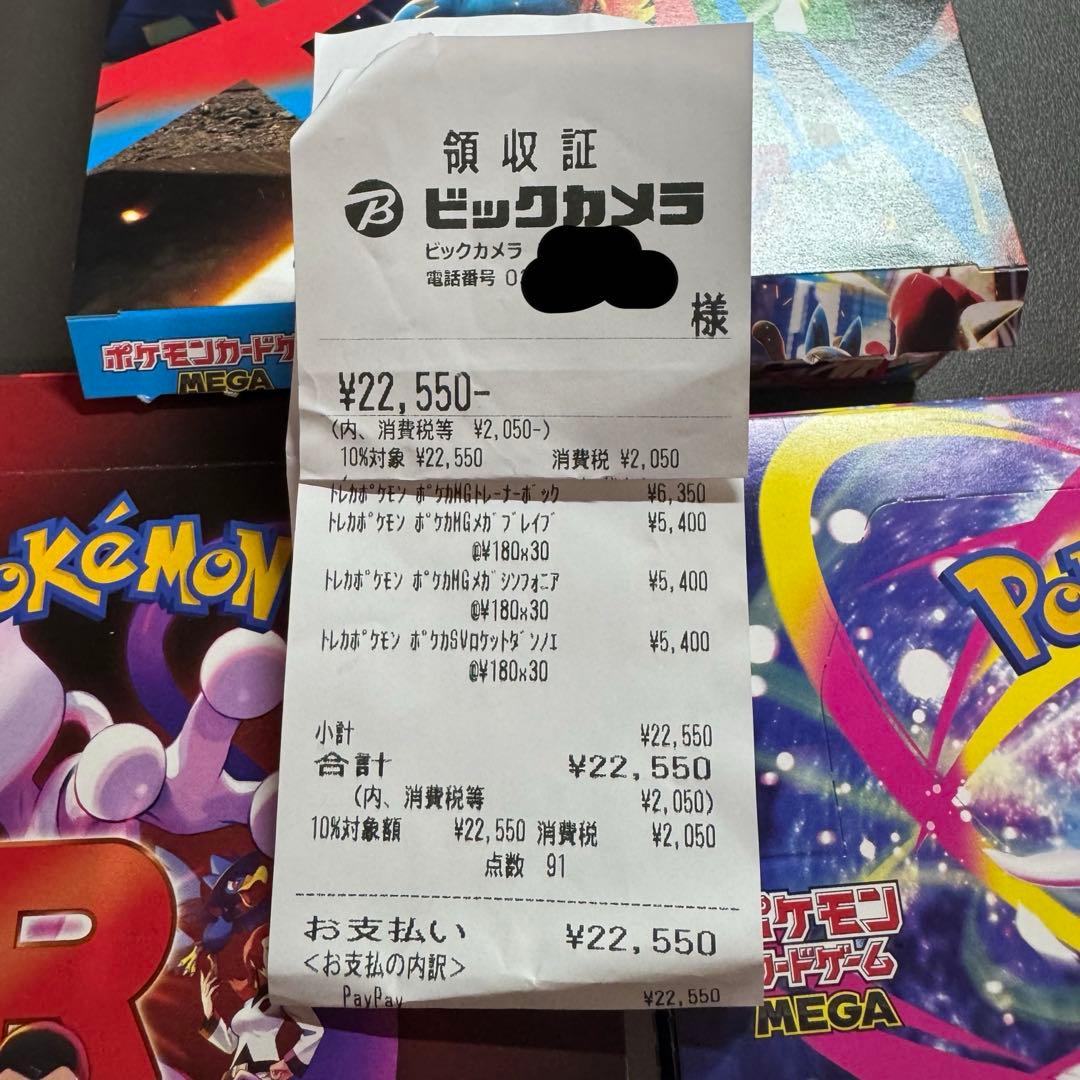 領収証
ビックカメラ
ビックカメラ
電話番号 0
様
¥22,550-
(内、消費税等 ¥2,050-)
10%対象 ¥22,550 消費税 ¥2,050
ﾄﾚｶﾎﾟｹﾓﾝ ﾎﾟｹｶMGﾄﾚｰﾅｰﾎﾞｯｸ ¥6,350
ﾄﾚｶﾎﾟｹﾓﾝ ﾎﾟｹｶMGﾒｶﾞﾌﾞﾚｲﾌﾞ ¥5,400
@¥180x30
ﾄﾚｶﾎﾟｹﾓﾝ ﾎﾟｹｶMGﾒｶﾞｼﾝﾌｫﾆｱ ¥5,400
@¥180x30
ﾄﾚｶﾎﾟｹﾓﾝ ﾎﾟｹｶSVﾛｹｯﾄﾀﾞﾝﾉｴ ¥5,400
@¥180x30
小計 ¥22,550
合計 ¥22,550
(内、消費税等 ¥2,050)
10%対象額 ¥22,550 消費税 ¥2,050
点数 91
お支払い ¥22,550
<お支払の内訳>
PayPay ¥22,550
ポケモンカードゲ
MEGA
POKéMON
R
Po
ポケモン
カードゲーム
MEGA